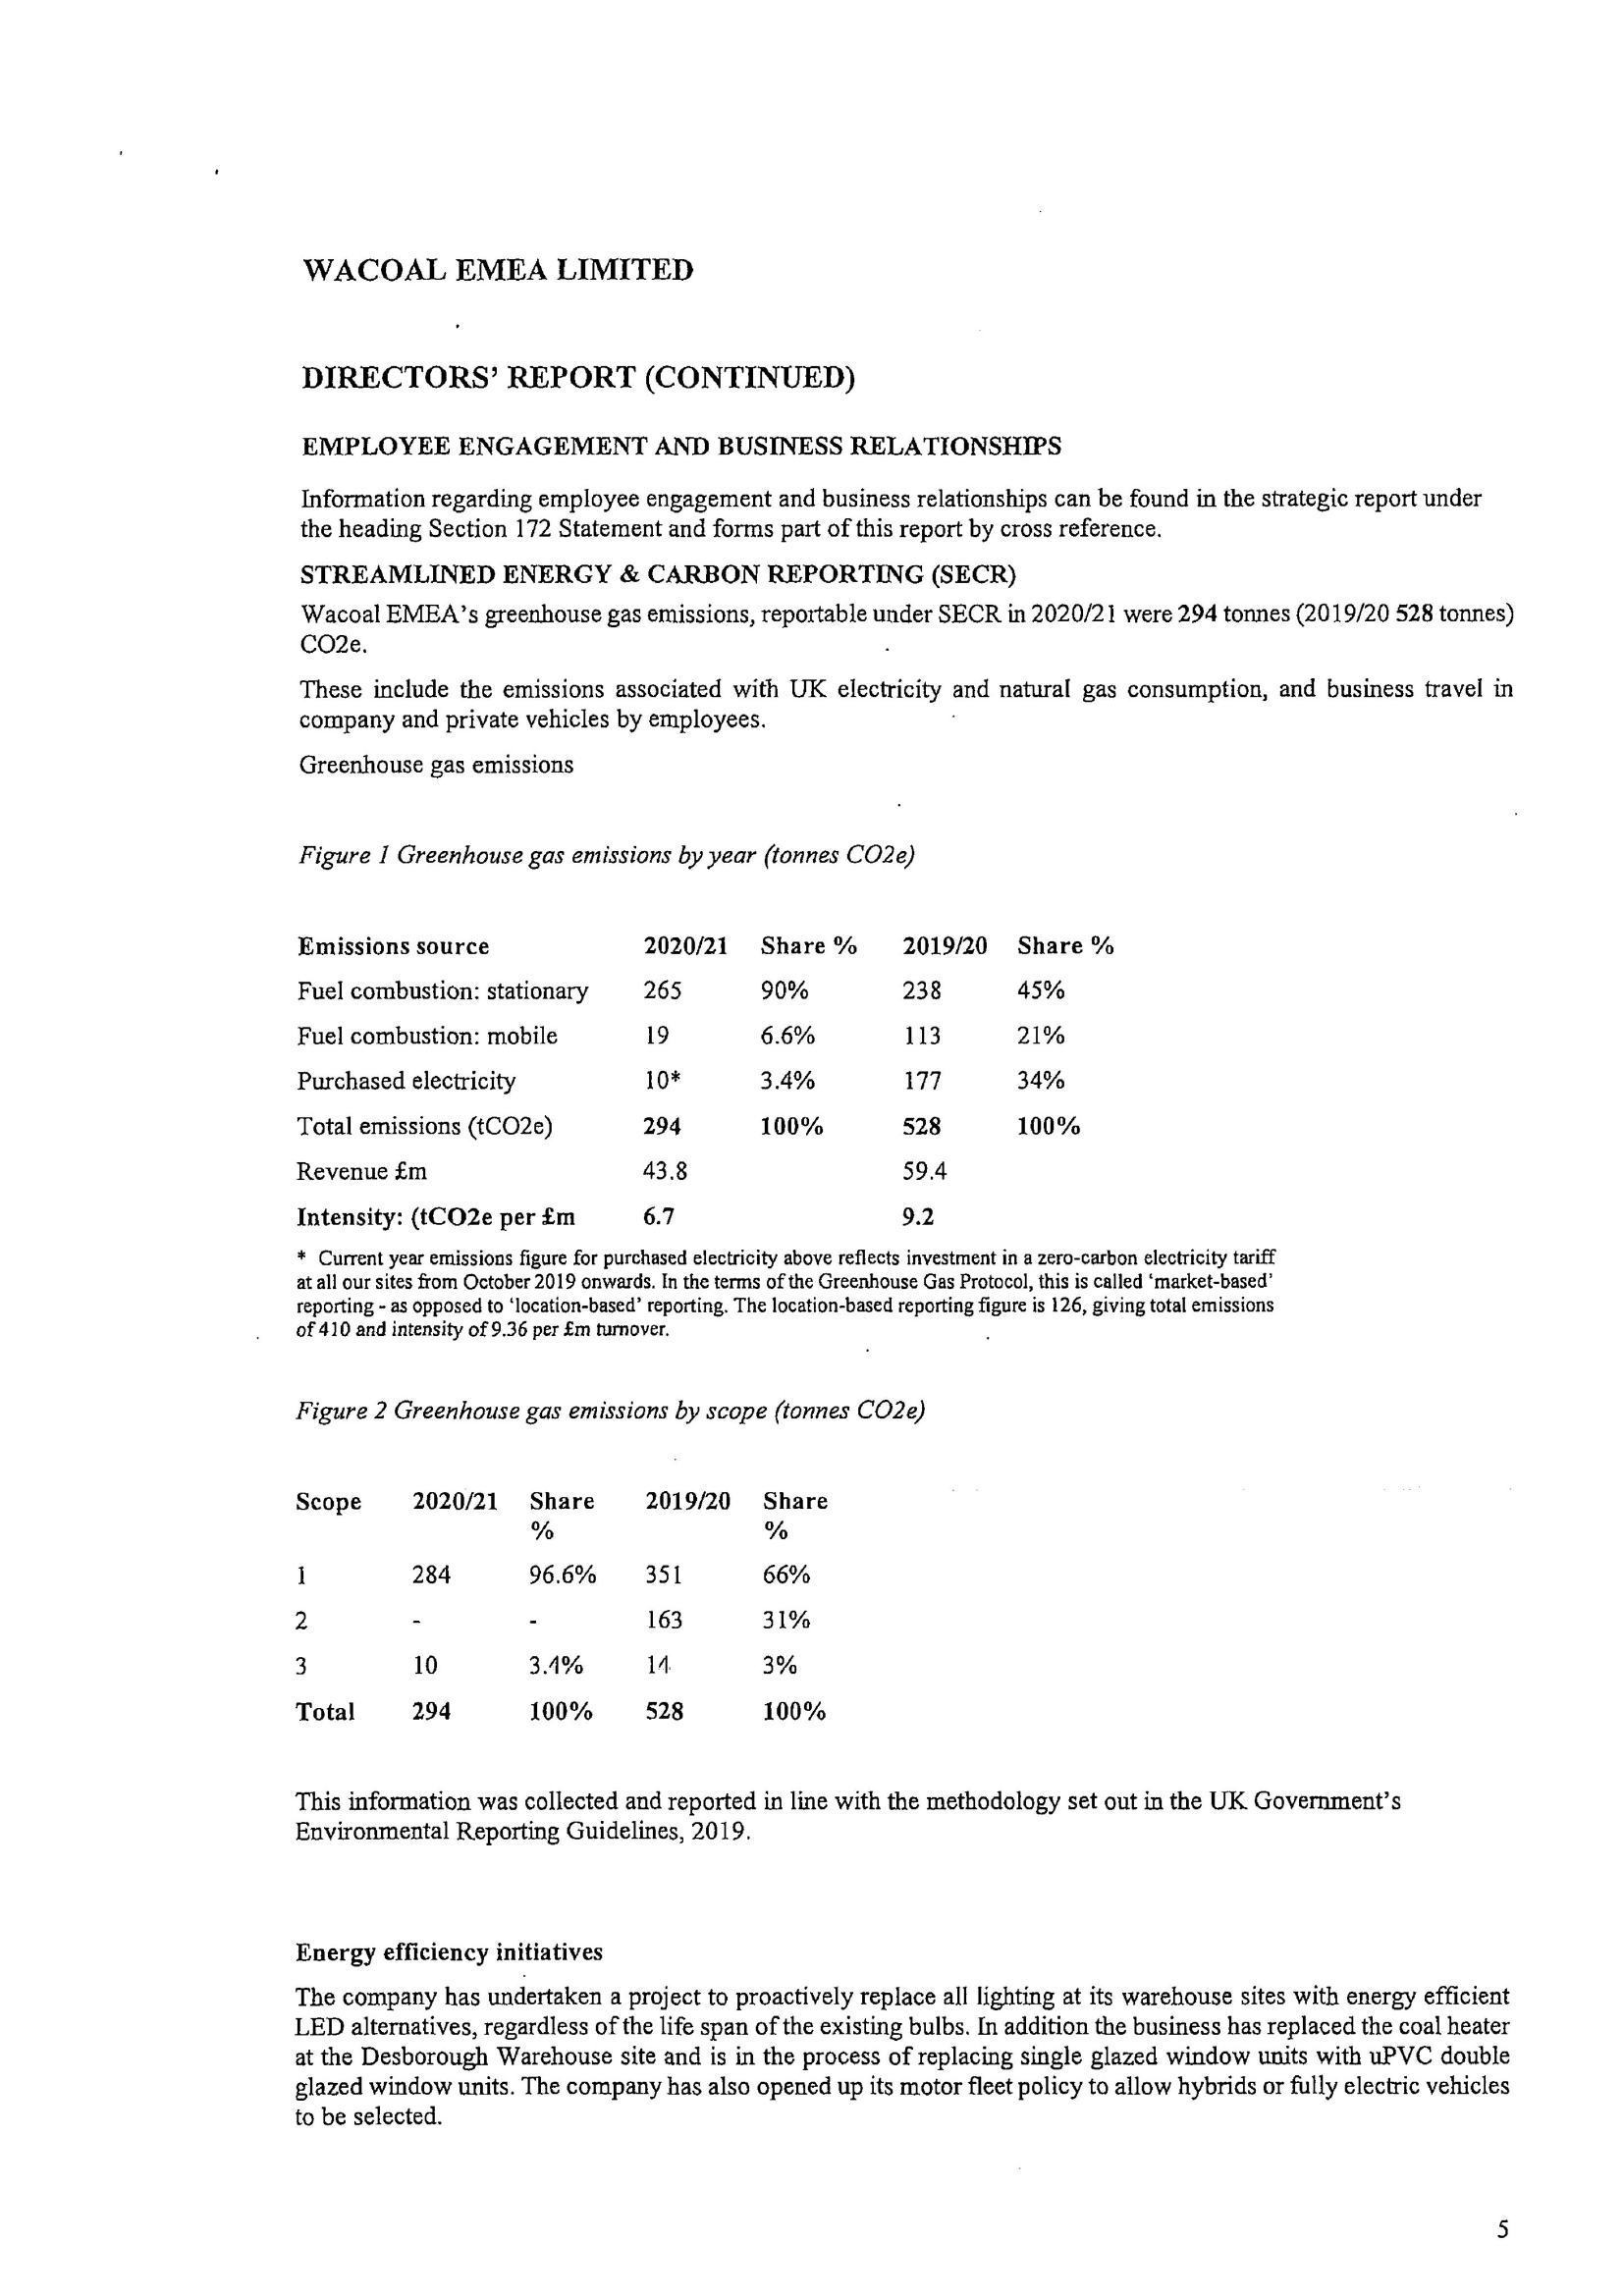 WACOAL EMEA LIMITED
DIRECTORS' REPORT (CONTINUED)
EMPLOYEE ENGAGEMENT AND BUSINESS RELATIONSHIPS
Information regarding employee engagement and business relationships can be found in the strategic report under
the heading Section 172 Statement and forms part of this report by cross reference.
STREAMLINED ENERGY & CARBON REPORTING (SECR)
Wacoal EMEA's greenhouse gas emissions, reportable under SECR in 2020/21 were 294 tonnes (2019/20 528 tonnes)
CO2e.
These include the emissions associated with UK electricity and natural gas consumption, and business travel in
company and private vehicles by employees.
Greenhouse gas emissions
Figure 1 Greenhouse gas emissions by year (tonnes CO2e)
Emissions source 2020/21 Share % 2019/20 Share %
Fuel combustion: stationary 265 90% 238 45%
Fuel combustion: mobile 19 6.6% 113 21%
Purchased electricity 10* 3.4% 177 34%
Total emissions (tCO2e) 294 100% 528 100%
Revenue £m 43.8 59.4
Intensity: (tCO2e per £m 6.7 9.2
* Current year emissions figure for purchased electricity above reflects investment in a zero-carbon electricity tariff
at all our sites from October 2019 onwards. In the terms of the Greenhouse Gas Protocol, this is called 'market-based'
reporting - as opposed to 'location-based' reporting. The location-based reporting figure is 126, giving total emissions
of 410 and intensity of 9.36 per £m turnover.
Figure 2 Greenhouse gas emissions by scope (tonnes CO2e)
Scope 2020/21 Share 2019/20 Share
% %
1 284 96.6% 351 66%
2 - - 163 31%
3 10 3.4% 14 3%
Total 294 100% 528 100%
This information was collected and reported in line with the methodology set out in the UK Government's
Environmental Reporting Guidelines, 2019.
Energy efficiency initiatives
The company has undertaken a project to proactively replace all lighting at its warehouse sites with energy efficient
LED alternatives, regardless of the life span of the existing bulbs. In addition the business has replaced the coal heater
at the Desborough Warehouse site and is in the process of replacing single glazed window units with uPVC double
glazed window units. The company has also opened up its motor fleet policy to allow hybrids or fully electric vehicles
to be selected.
5